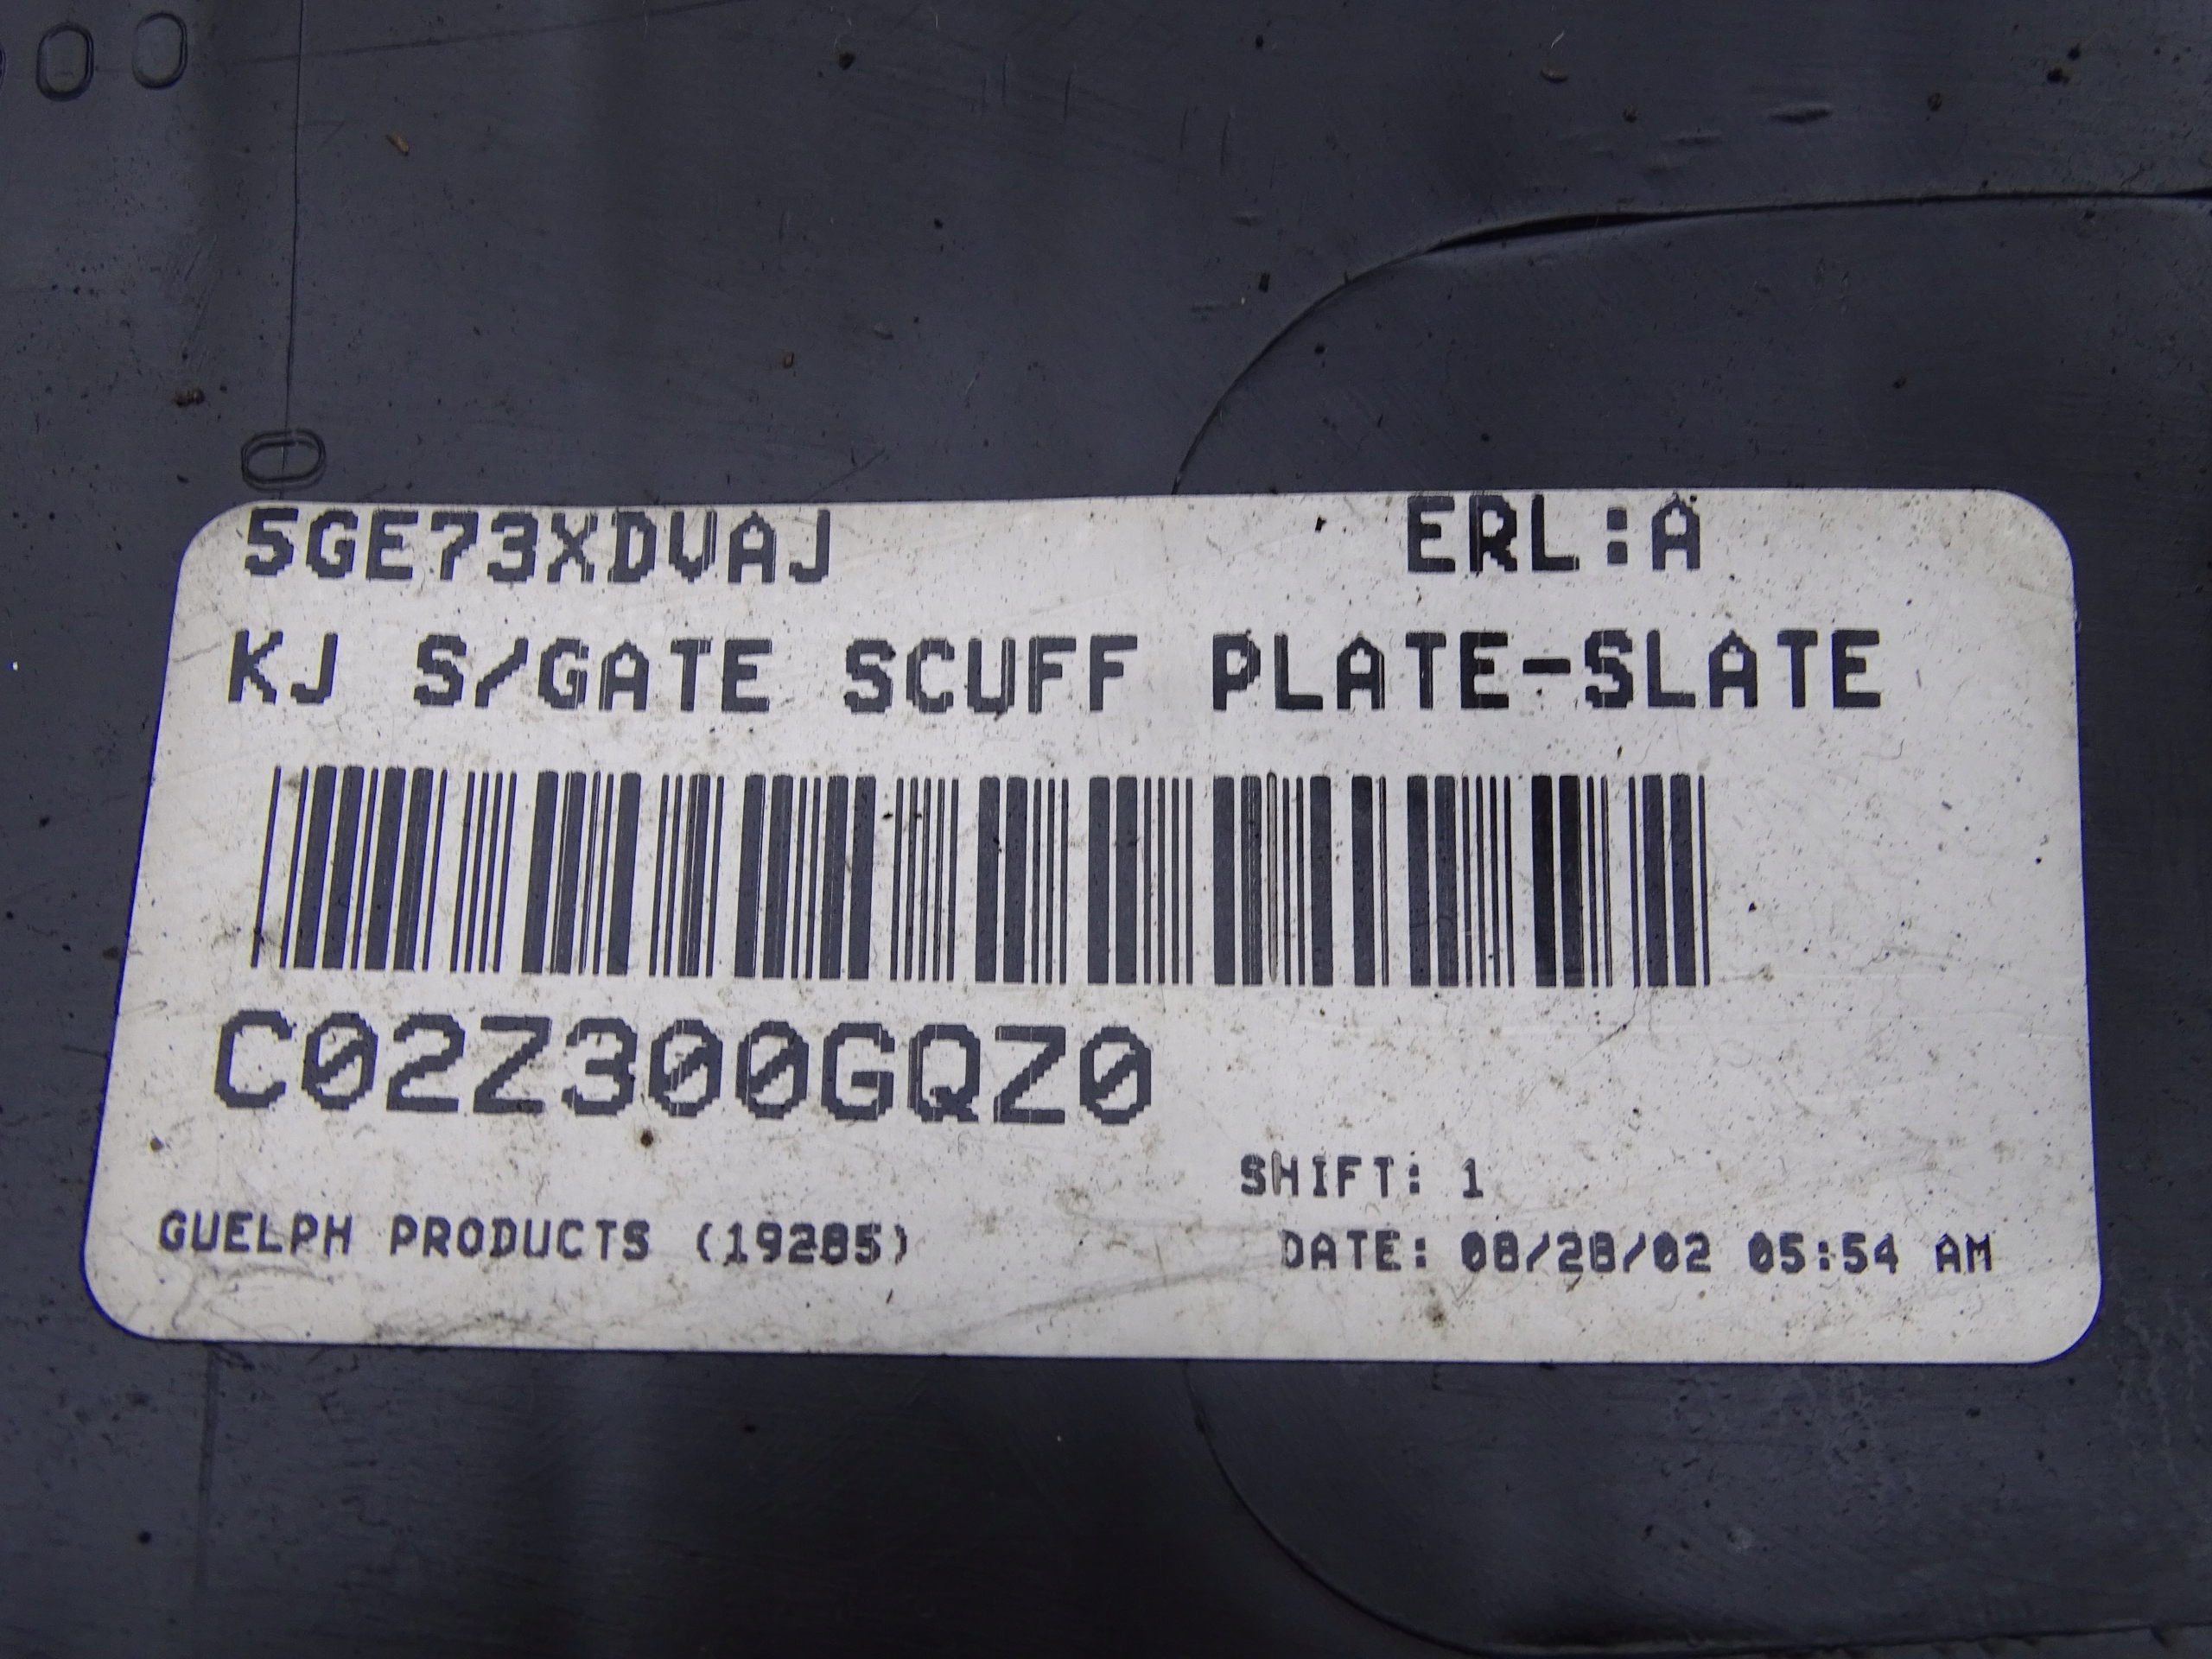 5GE73XDVAJ ERL:A
KJ S/GATE SCUFF PLATE-SLATE
C02Z300GQZ0
SHIFT: 1
GUELPH PRODUCTS (19285) DATE: 08/28/02 05:54 AM